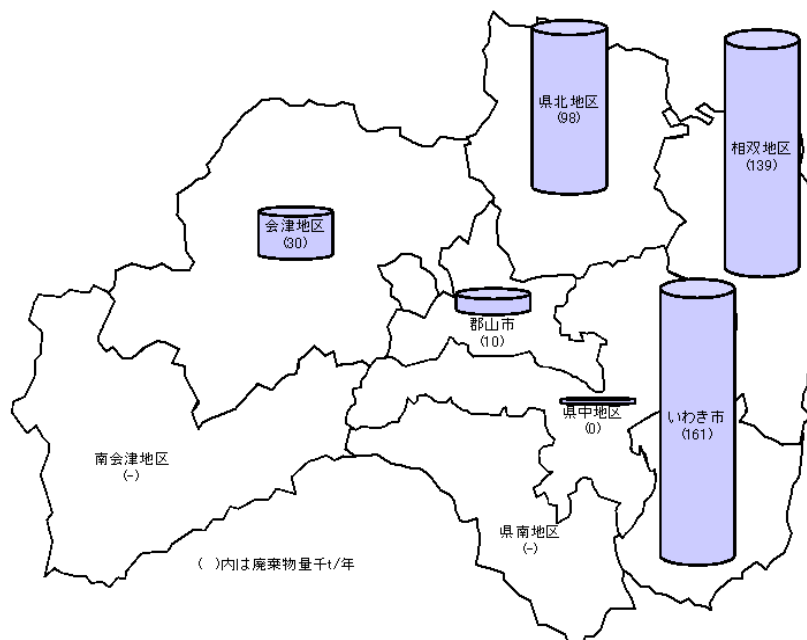 県北地区
(98)
相双地区
(139)
会津地区
(30)
郡山市
(10)
県中地区
(0)
いわき市
(161)
南会津地区
(-)
県南地区
(-)
( )内は廃棄物量千t/年